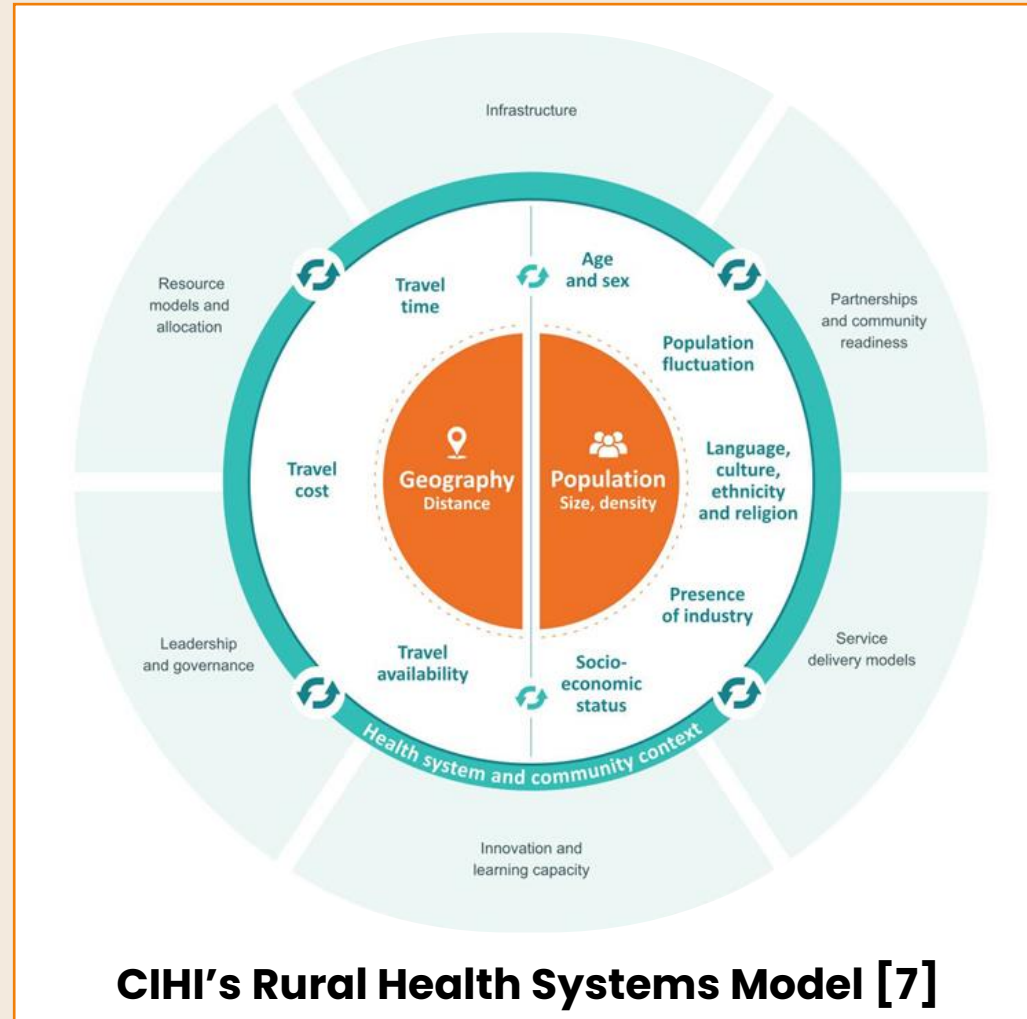 Infrastructure
Resource
models and
allocation
Partnerships
and community
readiness
Travel
time
Age
and sex
Population
fluctuation
Travel
cost
Geography
Distance
Population
Size, density
Language,
culture,
ethnicity
and religion
Presence
of industry
Travel
availability
Socio-
economic
status
Leadership
and governance
Service
delivery models
Health system and community context
Innovation and
learning capacity
CIHI's Rural Health Systems Model [7]